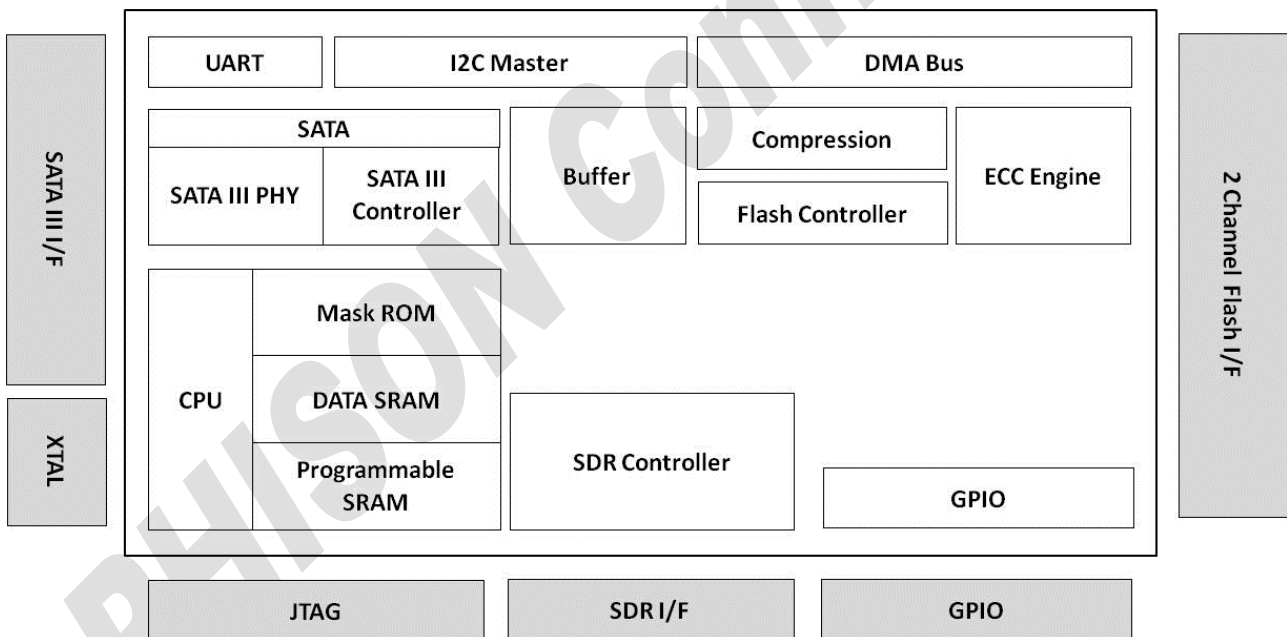 UART
I2C Master
DMA Bus
SATA
SATA III PHY
SATA III
Controller
Buffer
Compression
Flash Controller
ECC Engine
SATA III I/F
2 Channel Flash I/F
CPU
Mask ROM
DATA SRAM
Programmable
SRAM
SDR Controller
GPIO
XTAL
JTAG
SDR I/F
GPIO
PHISON